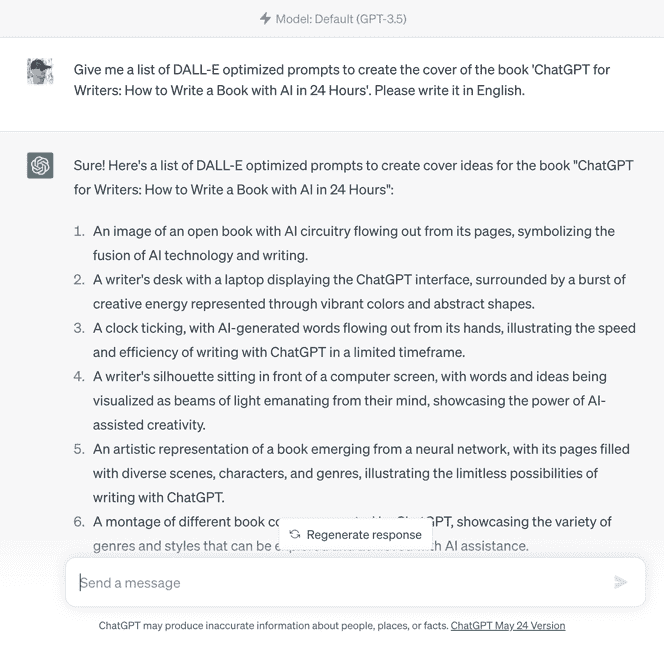 Model: Default (GPT-3.5)
Give me a list of DALL-E optimized prompts to create the cover of the book 'ChatGPT for
Writers: How to Write a Book with AI in 24 Hours'. Please write it in English.
Sure! Here's a list of DALL-E optimized prompts to create cover ideas for the book "ChatGPT
for Writers: How to Write a Book with AI in 24 Hours":
1. An image of an open book with AI circuitry flowing out from its pages, symbolizing the
fusion of AI technology and writing.
2. A writer's desk with a laptop displaying the ChatGPT interface, surrounded by a burst of
creative energy represented through vibrant colors and abstract shapes.
3. A clock ticking, with AI-generated words flowing out from its hands, illustrating the speed
and efficiency of writing with ChatGPT in a limited timeframe.
4. A writer's silhouette sitting in front of a computer screen, with words and ideas being
visualized as beams of light emanating from their mind, showcasing the power of AI-
assisted creativity.
5. An artistic representation of a book emerging from a neural network, with its pages filled
with diverse scenes, characters, and genres, illustrating the limitless possibilities of
writing with ChatGPT.
6. A montage of different book ChatGPT, showcasing the variety of
Regenerate response
genres and styles that can be with AI assistance.
Send a message
ChatGPT may produce inaccurate information about people, places, or facts. ChatGPT May 24 Version